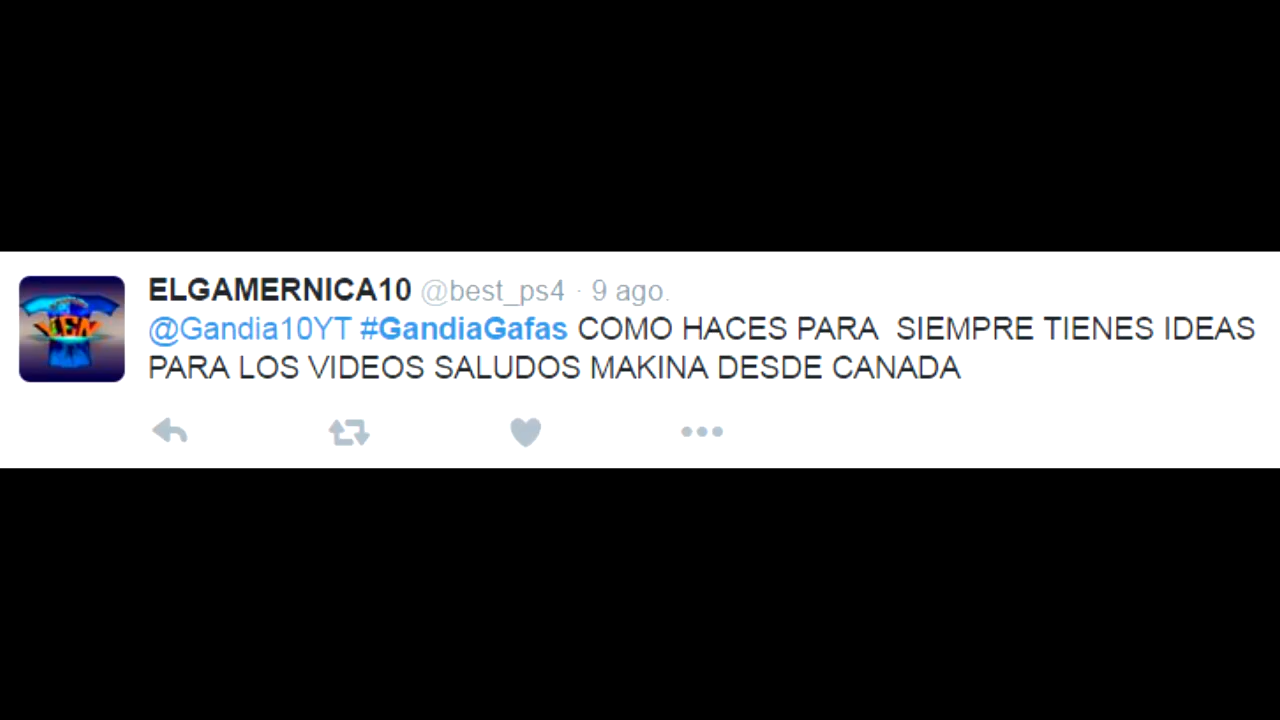 ELGAMERNICA10 @best_ps4 · 9 ago.
@Gandia10YT #GandiaGafas COMO HACES PARA  SIEMPRE TIENES IDEAS
PARA LOS VIDEOS SALUDOS MAKINA DESDE CANADA